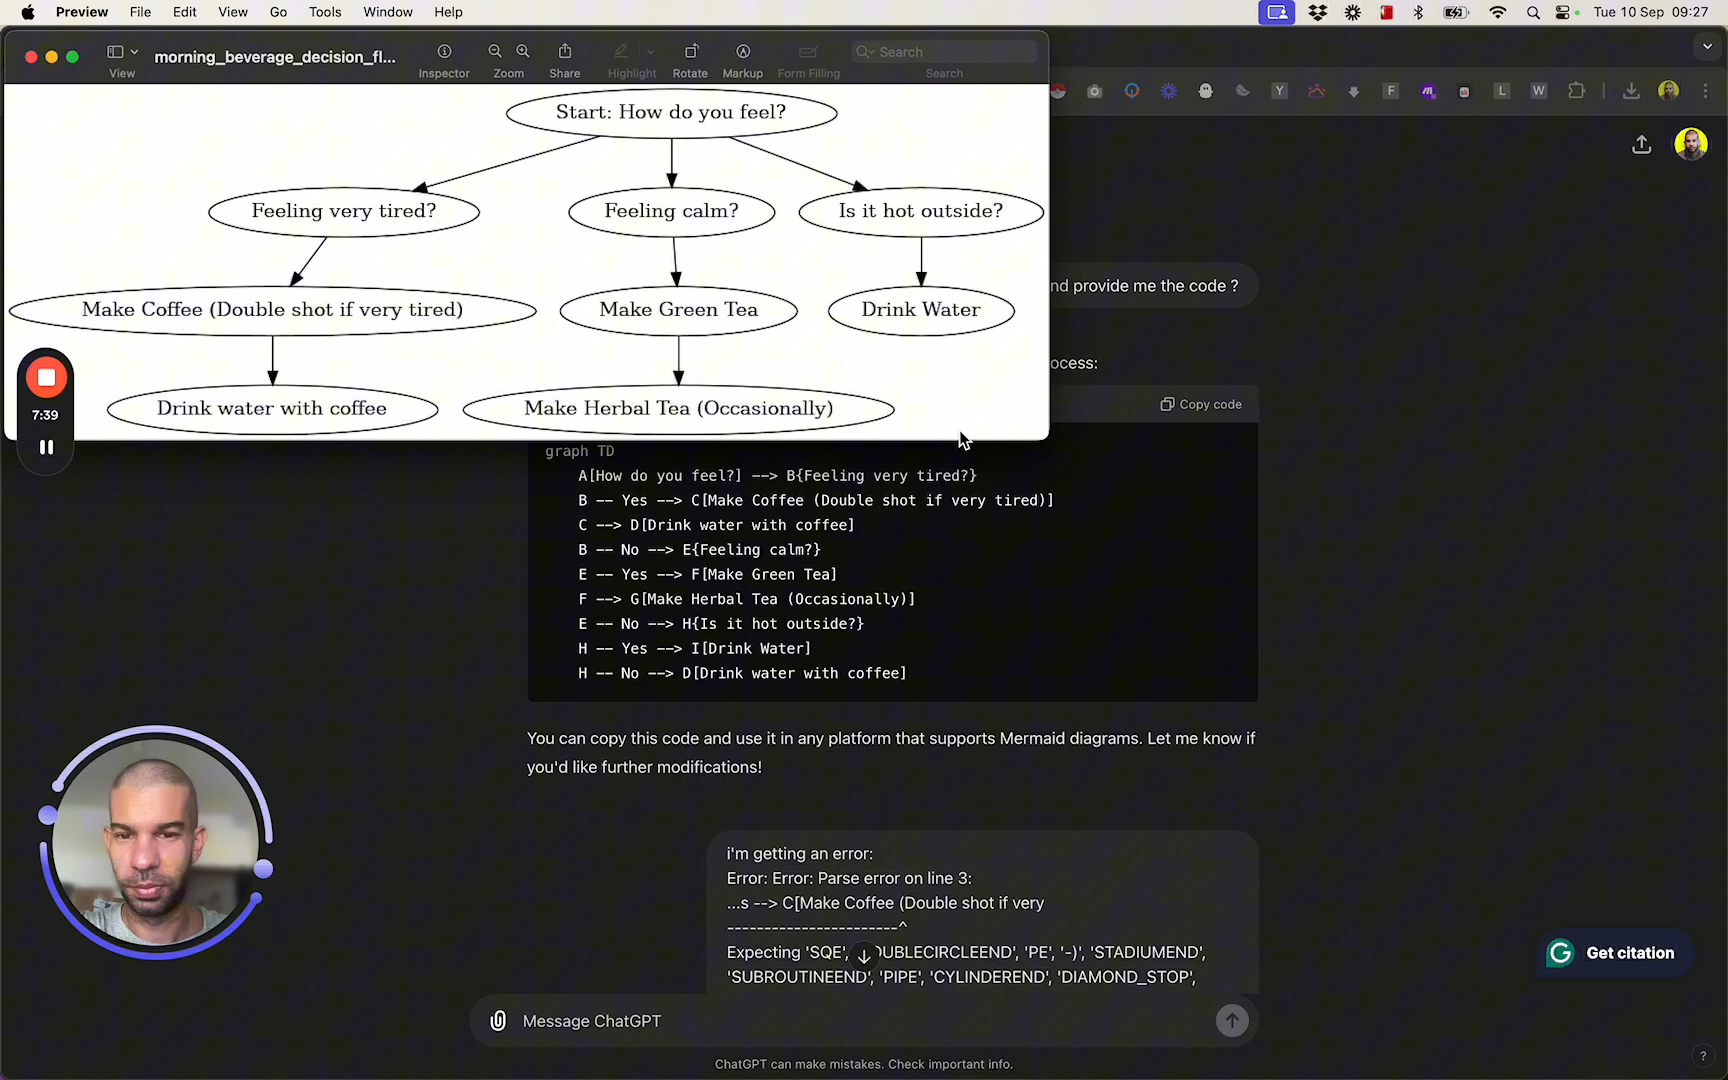 Preview File Edit View Go Tools Window Help
Tue 10 Sep 09:27
morning_beverage_decision_fl...
Search
View Inspector Zoom Share Highlight Rotate Markup Form Filling Search
Start: How do you feel?
Feeling very tired? Feeling calm? Is it hot outside?
Make Coffee (Double shot if very tired) Make Green Tea Drink Water
Drink water with coffee Make Herbal Tea (Occasionally)
7:39
Y F L W
nd provide me the code ?
ocess:
Copy code
graph TD
A[How do you feel?] --> B{Feeling very tired?}
B -- Yes --> C[Make Coffee (Double shot if very tired)]
C --> D[Drink water with coffee]
B -- No --> E{Feeling calm?}
E -- Yes --> F[Make Green Tea]
F --> G[Make Herbal Tea (Occasionally)]
E -- No --> H{Is it hot outside?}
H -- Yes --> I[Drink Water]
H -- No --> D[Drink water with coffee]
You can copy this code and use it in any platform that supports Mermaid diagrams. Let me know if
you'd like further modifications!
i'm getting an error:
Error: Error: Parse error on line 3:
...s --> C[Make Coffee (Double shot if very
-----------------------^
Expecting 'SQE', OUBLECIRCLEEND', 'PE', '-)', 'STADIUMEND',
'SUBROUTINEEND', 'PIPE', 'CYLINDEREND', 'DIAMOND_STOP',
Get citation
Message ChatGPT
ChatGPT can make mistakes. Check important info.
?